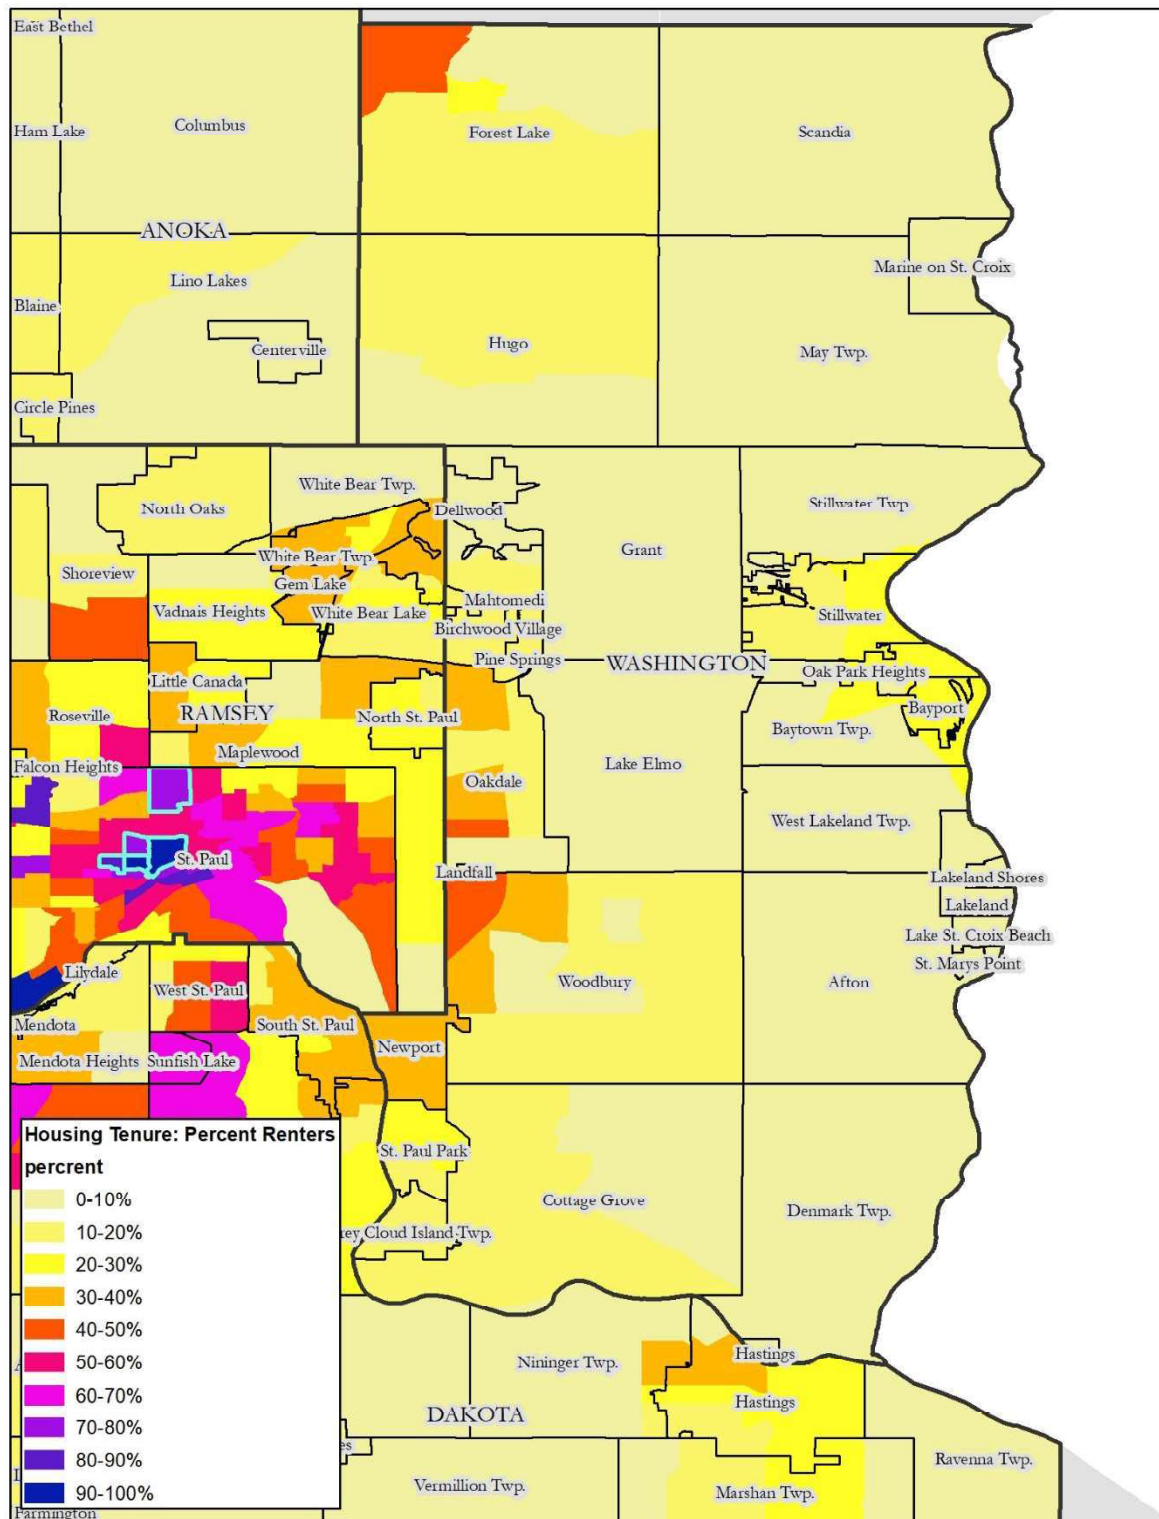 East Bethel
Ham Lake
Columbus
Forest Lake
Scandia
ANOKA
Lino Lakes
Marine on St. Croix
Blaine
Centerville
Hugo
May Twp.
Circle Pines
White Bear Twp.
North Oaks
Dellwood
Stillwater Twp
White Bear Twp.
Grant
Shoreview
Gem Lake
Vadnais Heights
White Bear Lake
Mahtomedi
Stillwater
Birchwood Village
Pine Springs
WASHINGTON
Oak Park Heights
Little Canada
Roseville
RAMSEY
North St. Paul
Bayport
Baytown Twp.
Maplewood
Falcon Heights
Oakdale
Lake Elmo
West Lakeland Twp.
St. Paul
Landfall
Lakeland Shores
Lakeland
Lake St. Croix Beach
St. Marys Point
Lilydale
West St. Paul
Woodbury
Afton
Mendota
South St. Paul
Mendota Heights
Sunfish Lake
Newport
Housing Tenure: Percent Renters
percrent
0-10%
10-20%
20-30%
30-40%
40-50%
50-60%
60-70%
70-80%
80-90%
90-100%
St. Paul Park
Cottage Grove
Denmark Twp.
rey Cloud Island Twp.
Nininger Twp.
Hastings
Hastings
DAKOTA
es
Vermillion Twp.
Marshan Twp.
Ravenna Twp.
Farmington